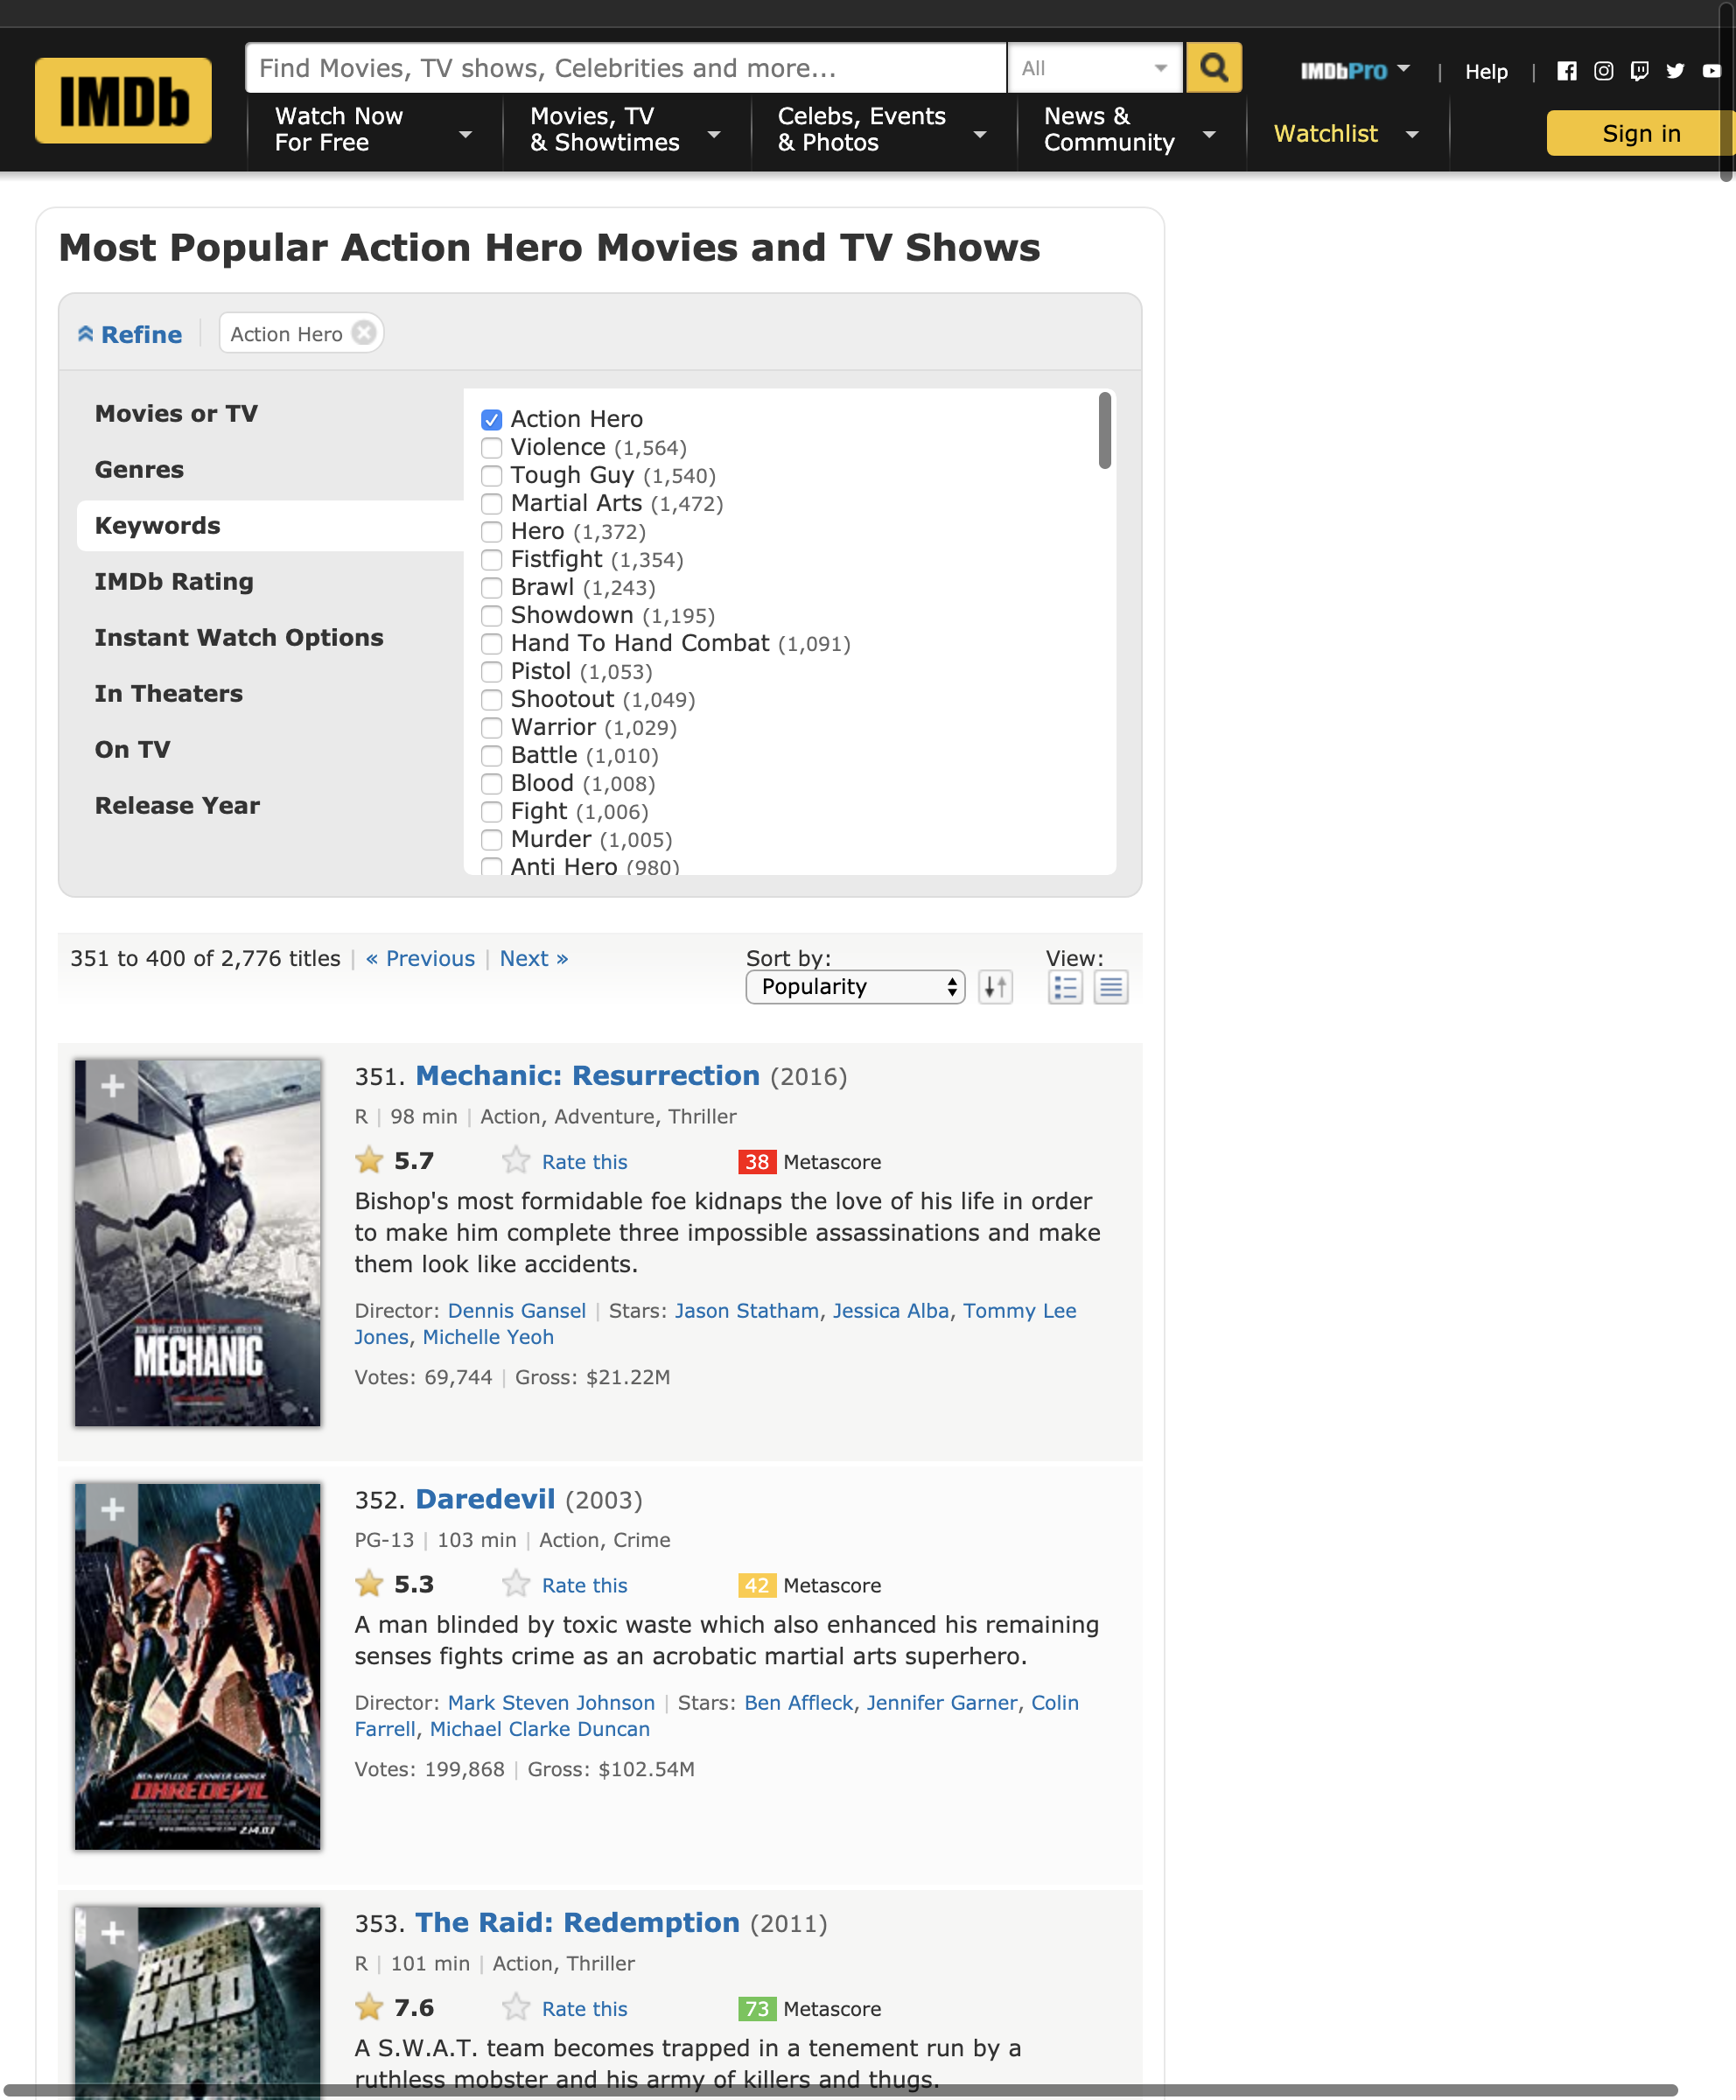 IMDb
Find Movies, TV shows, Celebrities and more...
All
IMDbPro | Help |
Watch Now
For Free
Movies, TV
& Showtimes
Celebs, Events
& Photos
News &
Community
Watchlist
Sign in
Most Popular Action Hero Movies and TV Shows
Refine
Action Hero
Movies or TV
Genres
Keywords
IMDb Rating
Instant Watch Options
In Theaters
On TV
Release Year
Action Hero
Violence (1,564)
Tough Guy (1,540)
Martial Arts (1,472)
Hero (1,372)
Fistfight (1,354)
Brawl (1,243)
Showdown (1,195)
Hand To Hand Combat (1,091)
Pistol (1,053)
Shootout (1,049)
Warrior (1,029)
Battle (1,010)
Blood (1,008)
Fight (1,006)
Murder (1,005)
Anti Hero (980)
351 to 400 of 2,776 titles | « Previous | Next »
Sort by:
Popularity
View:
MECHANIC
351. Mechanic: Resurrection (2016)
R | 98 min | Action, Adventure, Thriller
5.7 Rate this 38 Metascore
Bishop's most formidable foe kidnaps the love of his life in order
to make him complete three impossible assassinations and make
them look like accidents.
Director: Dennis Gansel | Stars: Jason Statham, Jessica Alba, Tommy Lee
Jones, Michelle Yeoh
Votes: 69,744 | Gross: $21.22M
BEN AFFLECK JENNIFER GARNER
DAREDEVIL
2.14.03
352. Daredevil (2003)
PG-13 | 103 min | Action, Crime
5.3 Rate this 42 Metascore
A man blinded by toxic waste which also enhanced his remaining
senses fights crime as an acrobatic martial arts superhero.
Director: Mark Steven Johnson | Stars: Ben Affleck, Jennifer Garner, Colin
Farrell, Michael Clarke Duncan
Votes: 199,868 | Gross: $102.54M
THE
RAID
353. The Raid: Redemption (2011)
R | 101 min | Action, Thriller
7.6 Rate this 73 Metascore
A S.W.A.T. team becomes trapped in a tenement run by a
ruthless mobster and his army of killers and thugs.